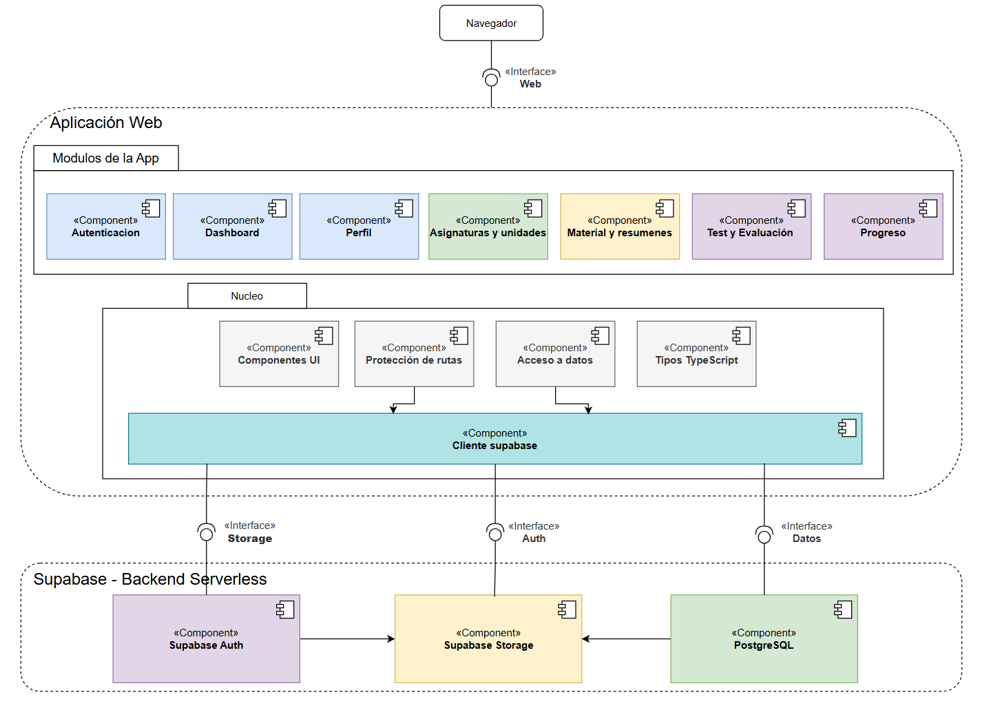 Navegador
«Interface»
Web
Aplicación Web
Modulos de la App
«Component»
Autenticacion
«Component»
Dashboard
«Component»
Perfil
«Component»
Asignaturas y unidades
«Component»
Material y resumenes
«Component»
Test y Evaluación
«Component»
Progreso
Nucleo
«Component»
Componentes UI
«Component»
Protección de rutas
«Component»
Acceso a datos
«Component»
Tipos TypeScript
«Component»
Cliente supabase
«Interface»
Storage
«Interface»
Auth
«Interface»
Datos
Supabase - Backend Serverless
«Component»
Supabase Auth
«Component»
Supabase Storage
«Component»
PostgreSQL